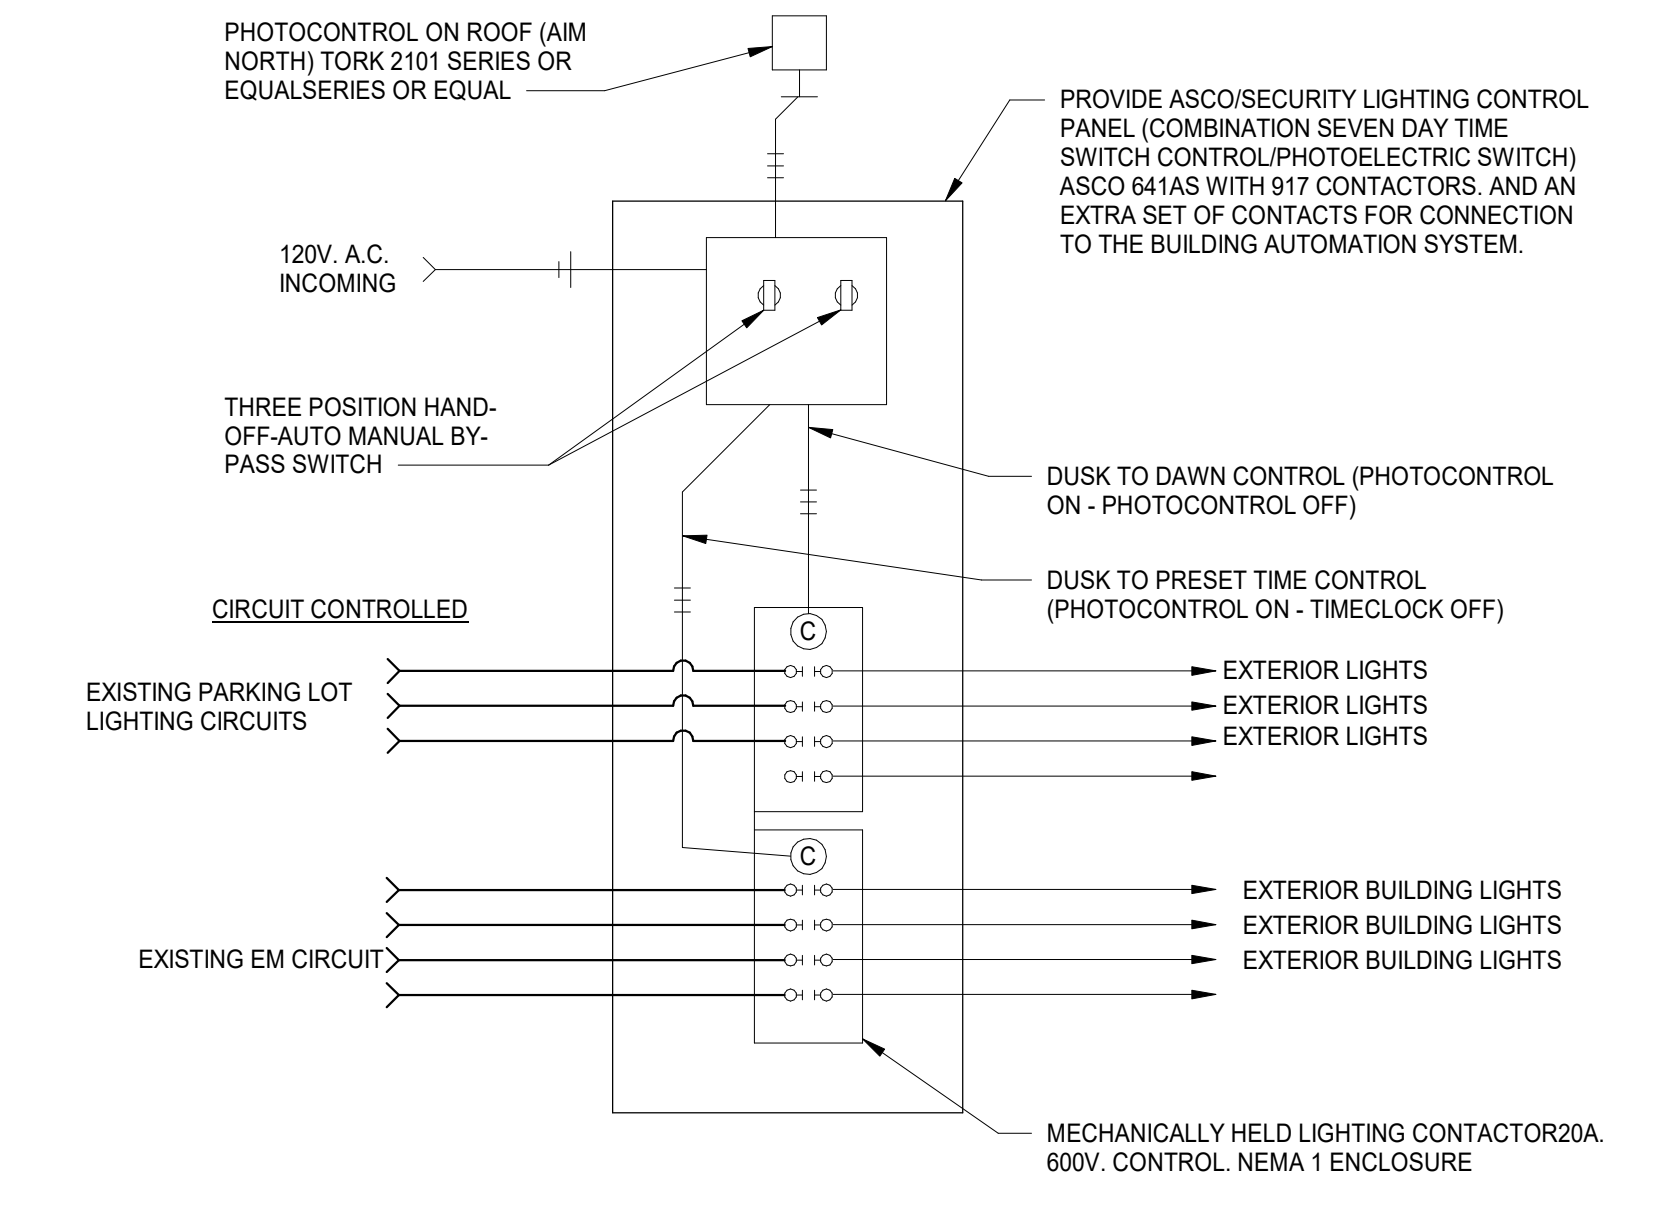 PHOTOCONTROL ON ROOF (AIM
NORTH) TORK 2101 SERIES OR
EQUALSERIES OR EQUAL
PROVIDE ASCO/SECURITY LIGHTING CONTROL
PANEL (COMBINATION SEVEN DAY TIME
SWITCH CONTROL/PHOTOELECTRIC SWITCH)
ASCO 641AS WITH 917 CONTACTORS. AND AN
EXTRA SET OF CONTACTS FOR CONNECTION
TO THE BUILDING AUTOMATION SYSTEM.
120V. A.C.
INCOMING
THREE POSITION HAND-
OFF-AUTO MANUAL BY-
PASS SWITCH
DUSK TO DAWN CONTROL (PHOTOCONTROL
ON - PHOTOCONTROL OFF)
DUSK TO PRESET TIME CONTROL
(PHOTOCONTROL ON - TIMECLOCK OFF)
CIRCUIT CONTROLLED
C
EXISTING PARKING LOT
LIGHTING CIRCUITS
EXTERIOR LIGHTS
EXTERIOR LIGHTS
EXTERIOR LIGHTS
C
EXISTING EM CIRCUIT
EXTERIOR BUILDING LIGHTS
EXTERIOR BUILDING LIGHTS
EXTERIOR BUILDING LIGHTS
MECHANICALLY HELD LIGHTING CONTACTOR20A.
600V. CONTROL. NEMA 1 ENCLOSURE